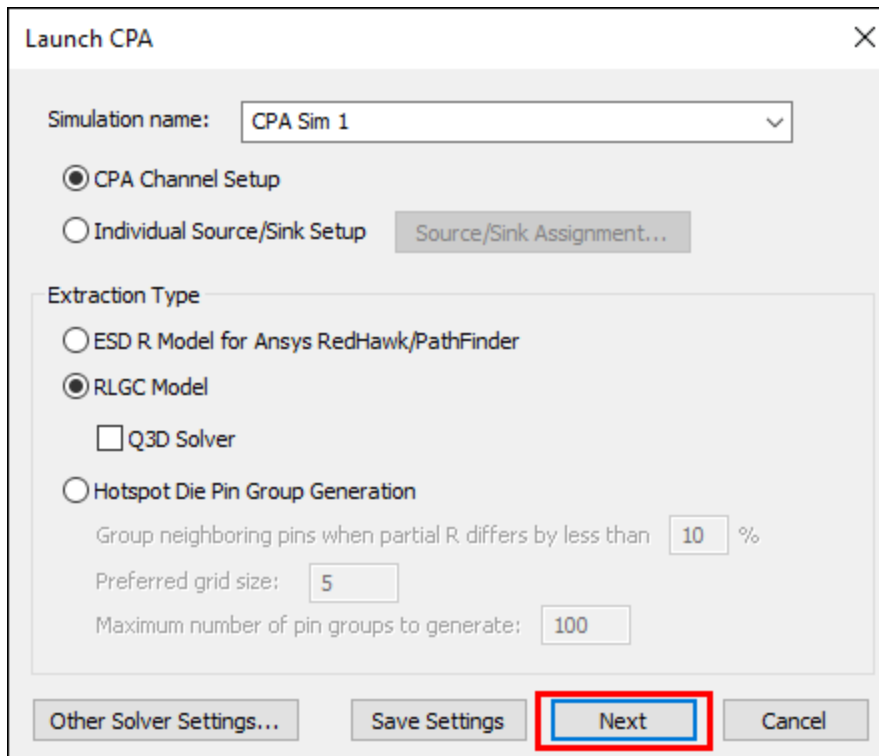 Launch CPA
Simulation name: CPA Sim 1
CPA Channel Setup
Individual Source/Sink Setup Source/Sink Assignment...
Extraction Type
ESD R Model for Ansys RedHawk/PathFinder
RLGC Model
Q3D Solver
Hotspot Die Pin Group Generation
Group neighboring pins when partial R differs by less than 10 %
Preferred grid size: 5
Maximum number of pin groups to generate: 100
Other Solver Settings... Save Settings Next Cancel